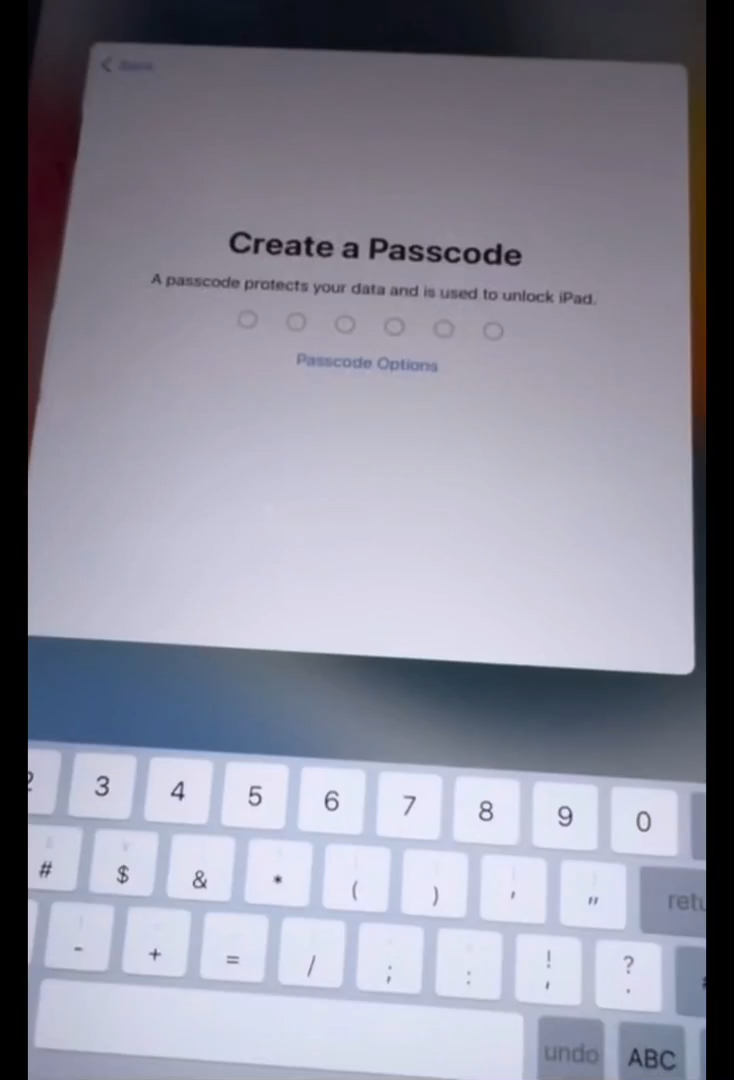 Create a Passcode
A passcode protects your data and is used to unlock iPad.
Passcode Options
3 4 5 6 7 8 9 0
# $ & * ( ) ' "
- + = / ; : ! , ? .
undo ABC